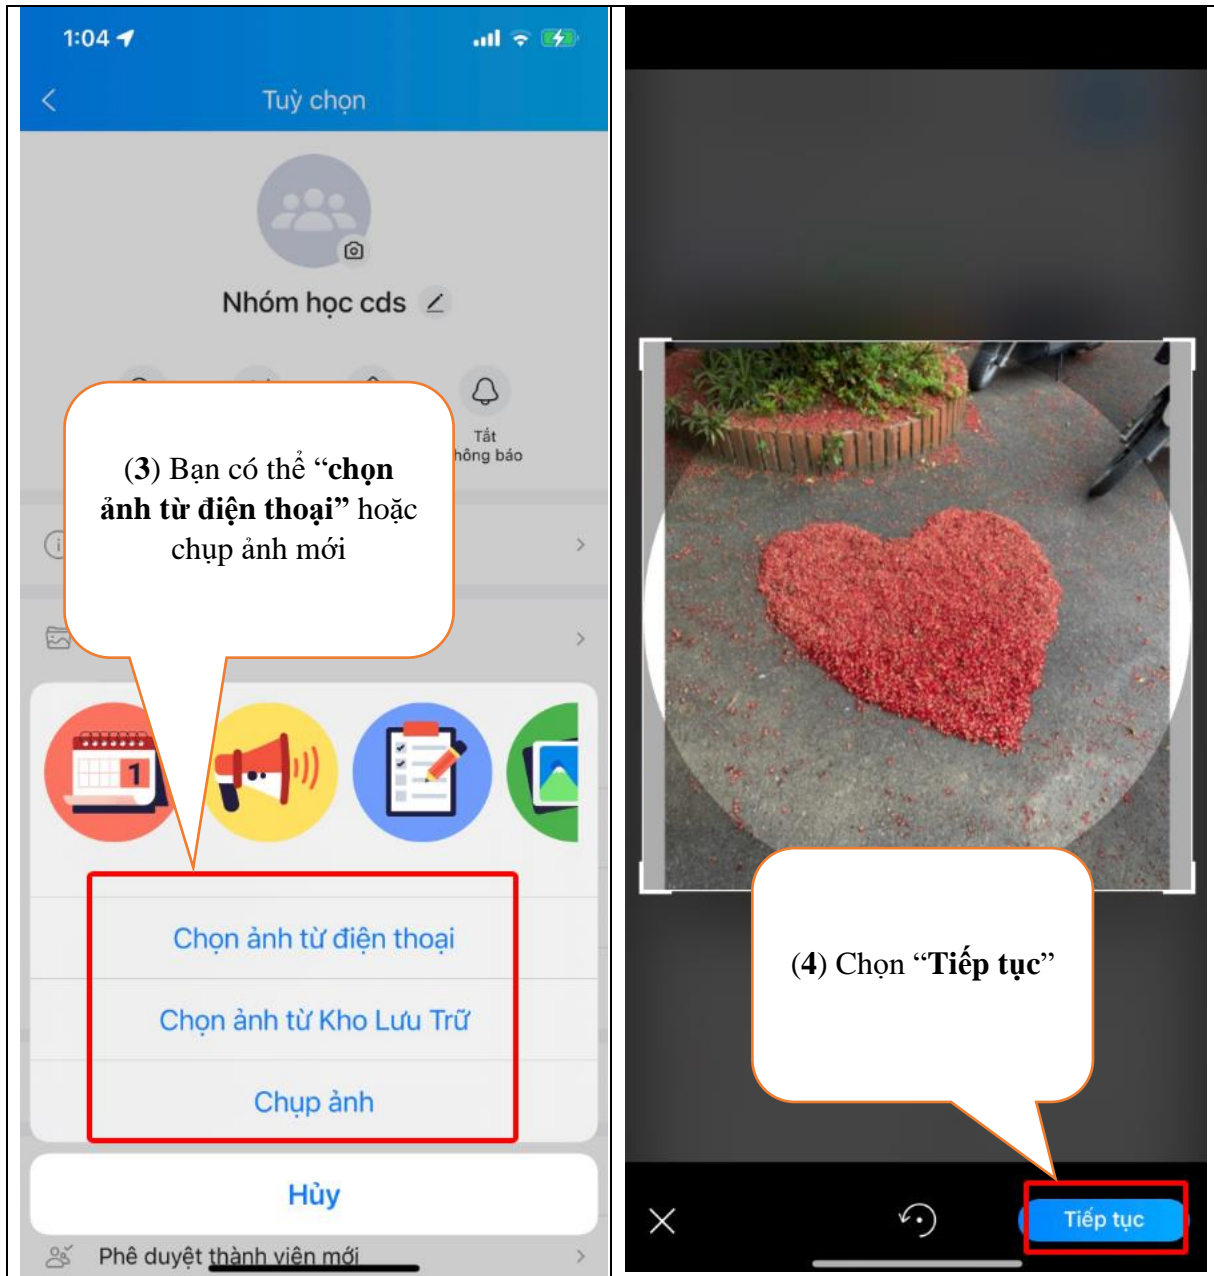 1:04
Tuỳ chọn
Nhóm học cds
Tắt
hông báo
(3) Bạn có thể “chọn
ảnh từ điện thoại” hoặc
chụp ảnh mới
1
Chọn ảnh từ điện thoại
Chọn ảnh từ Kho Lưu Trữ
Chụp ảnh
Hủy
Phê duyệt thành viên mới
(4) Chọn “Tiếp tục”
Tiếp tục